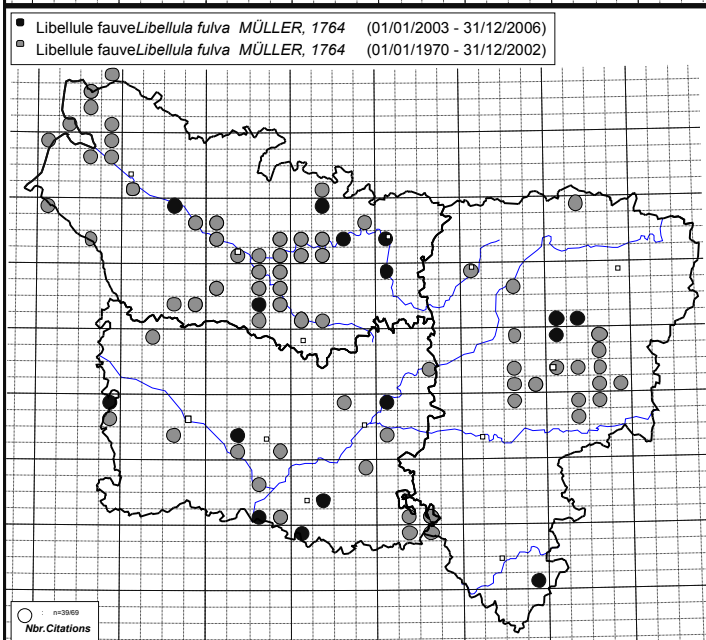 Libellule fauveLibellula fulva MÜLLER, 1764 (01/01/2003 - 31/12/2006)
Libellule fauveLibellula fulva MÜLLER, 1764 (01/01/1970 - 31/12/2002)
: n=39/69
Nbr.Citations